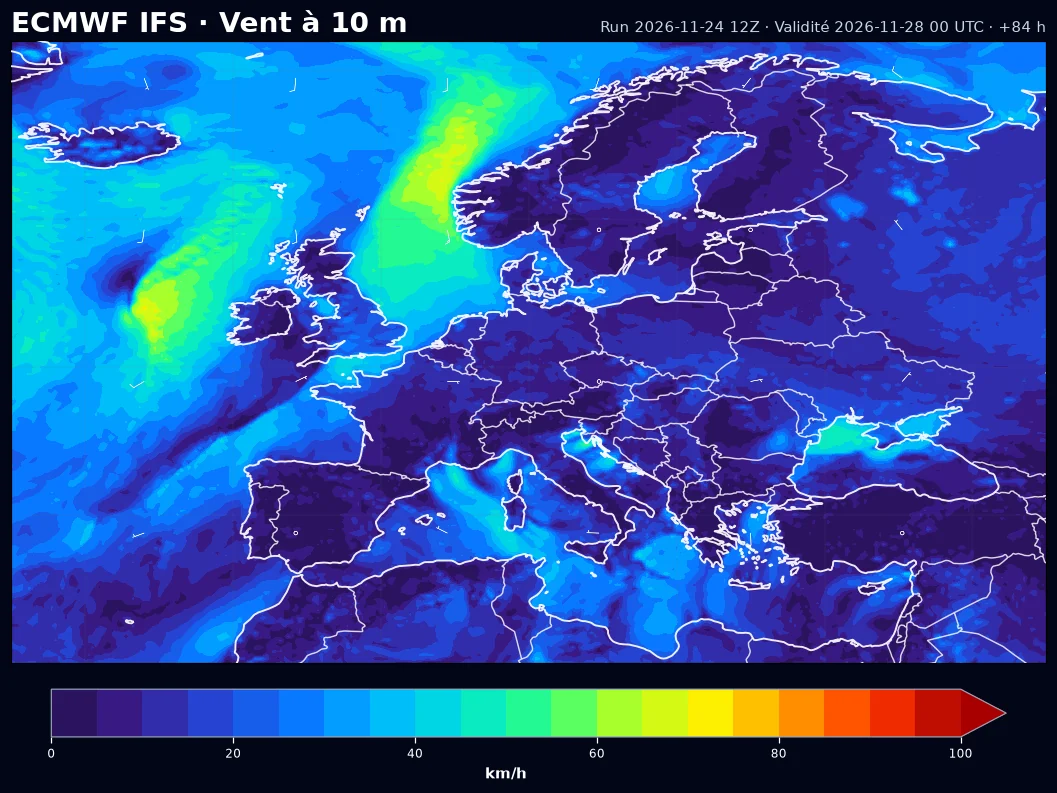 ECMWF IFS · Vent à 10 m
Run 2026-11-24 12Z · Validité 2026-11-28 00 UTC · +84 h
0 20 40 60 80 100
km/h